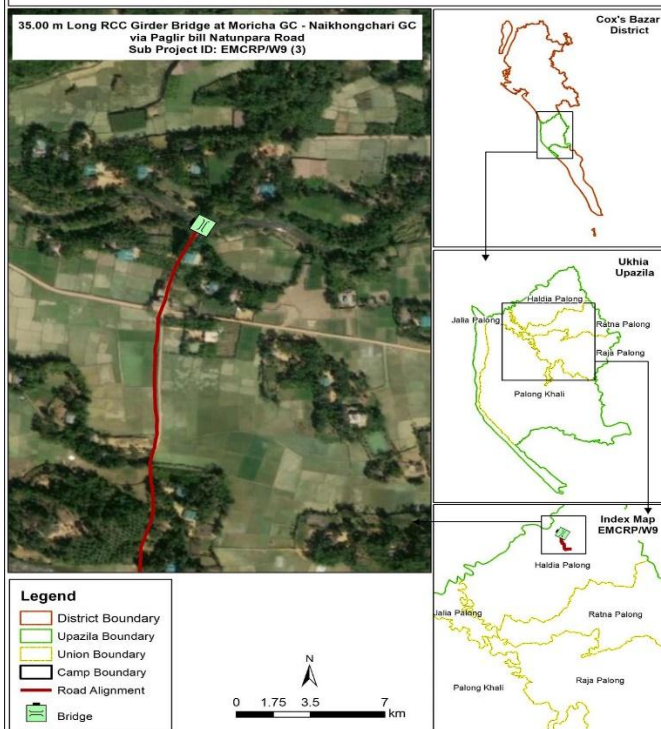 35.00 m Long RCC Girder Bridge at Moricha GC - Naikhongchari GC
via Paglir bill Natunpara Road
Sub Project ID: EMCRP/W9 (3)
Cox's Bazar
District
Ukhia
Upazila
Haldia Palong
Jalia Palong
Ratna Palong
Raja Palong
Palong Khali
Index Map
EMCRP/W9
Haldia Palong
Jalia Palong
Ratna Palong
Raja Palong
Palong Khali
Legend
District Boundary
Upazila Boundary
Union Boundary
Camp Boundary
Road Alignment
Bridge
N
0 1.75 3.5 7
km